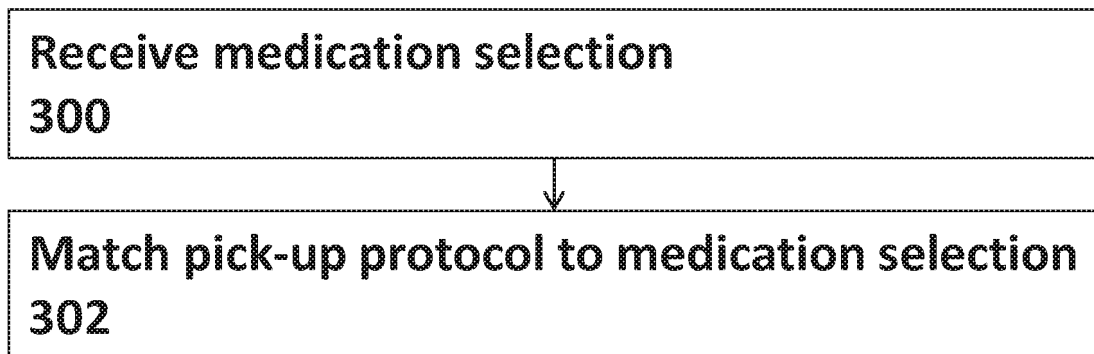 Receive medication selection
300
Match pick-up protocol to medication selection
302